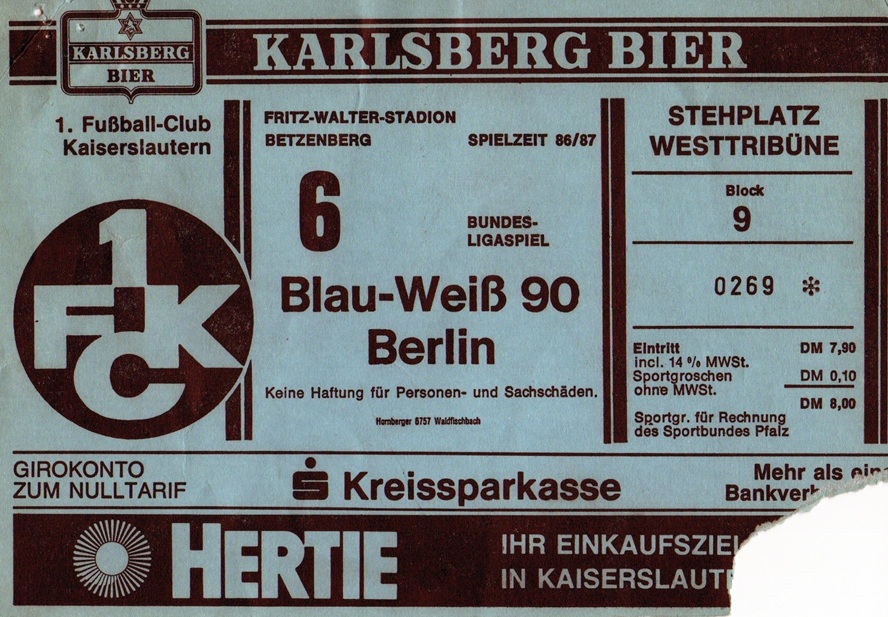 KARLSBERG
BIER
KARLSBERG BIER
1. Fußball-Club
Kaiserslautern
1
FCK
FRITZ-WALTER-STADION
BETZENBERG
SPIELZEIT 86/87
6
BUNDES-
LIGASPIEL
Blau-Weiß 90
Berlin
Keine Haftung für Personen- und Sachschäden.
Hornberger 6757 Waldfischbach
STEHPLATZ
WESTTRIBÜNE
Block
9
0269 *
Eintritt DM 7,90
incl. 14 % MWSt.
Sportgroschen DM 0,10
ohne MWSt.
DM 8,00
Sportgr. für Rechnung
des Sportbundes Pfalz
GIROKONTO
ZUM NULLTARIF
Kreissparkasse
Mehr als
HERTIE
IHR EINKAUFSZIEL
IN